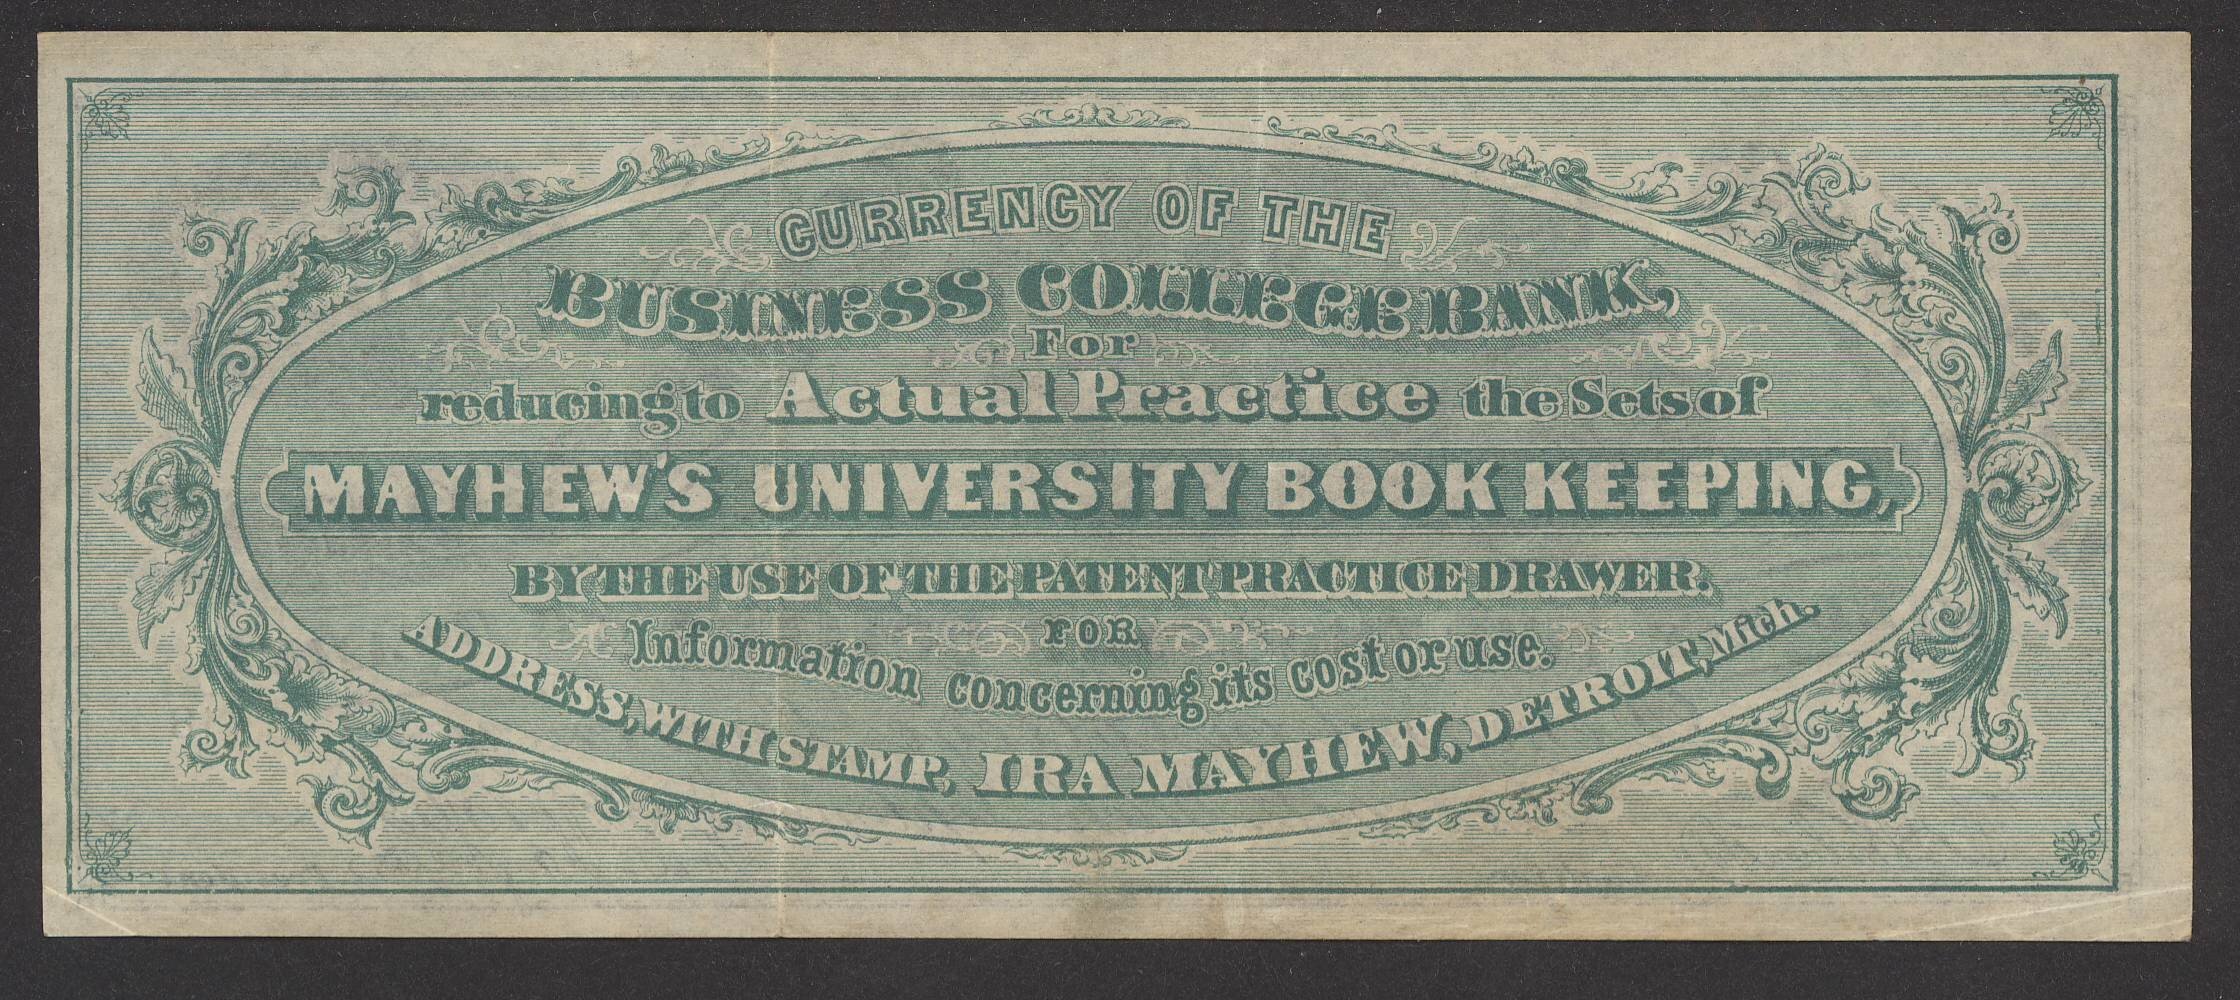 CURRENCY OF THE
BUSINESS COLLEGE BANK,
For
reducing to Actual Practice the Sets of
MAYHEW'S UNIVERSITY BOOK KEEPING,
BY THE USE OF THE PATENT PRACTICE DRAWER.
FOR
Information concerning its cost or use.
ADDRESS, WITH STAMP, IRA MAYHEW, DETROIT, Mich.